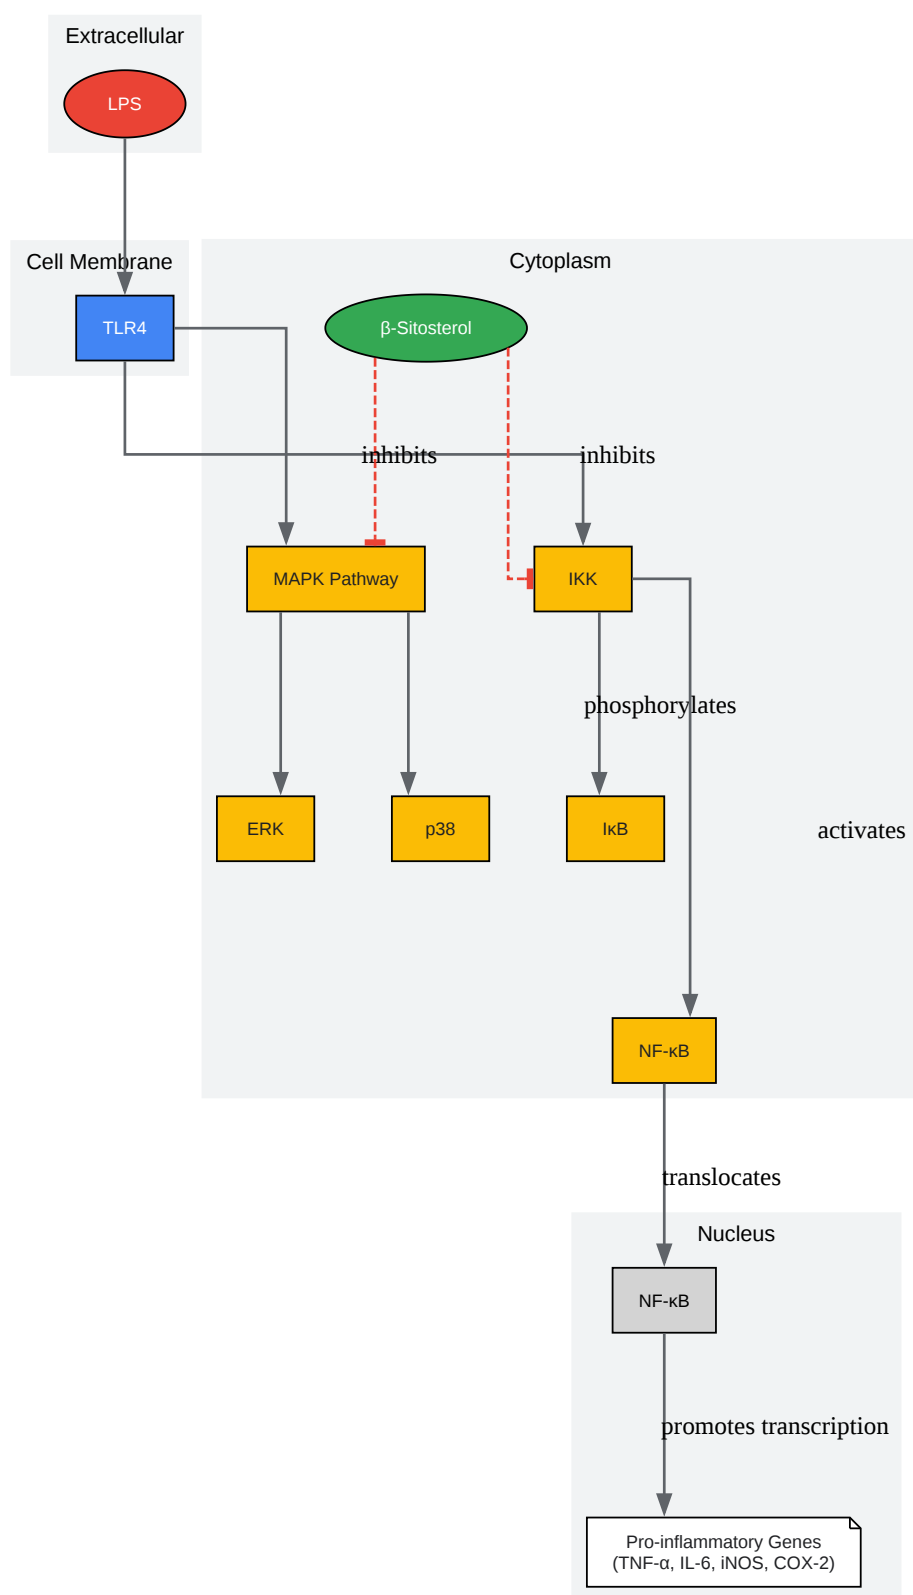 Extracellular
LPS
Cell Membrane
Cytoplasm
TLR4
β-Sitosterol
inhibits
inhibits
MAPK Pathway
IKK
phosphorylates
ERK
p38
IκB
activates
NF-κB
translocates
Nucleus
NF-κB
promotes transcription
Pro-inflammatory Genes
(TNF-α, IL-6, iNOS, COX-2)